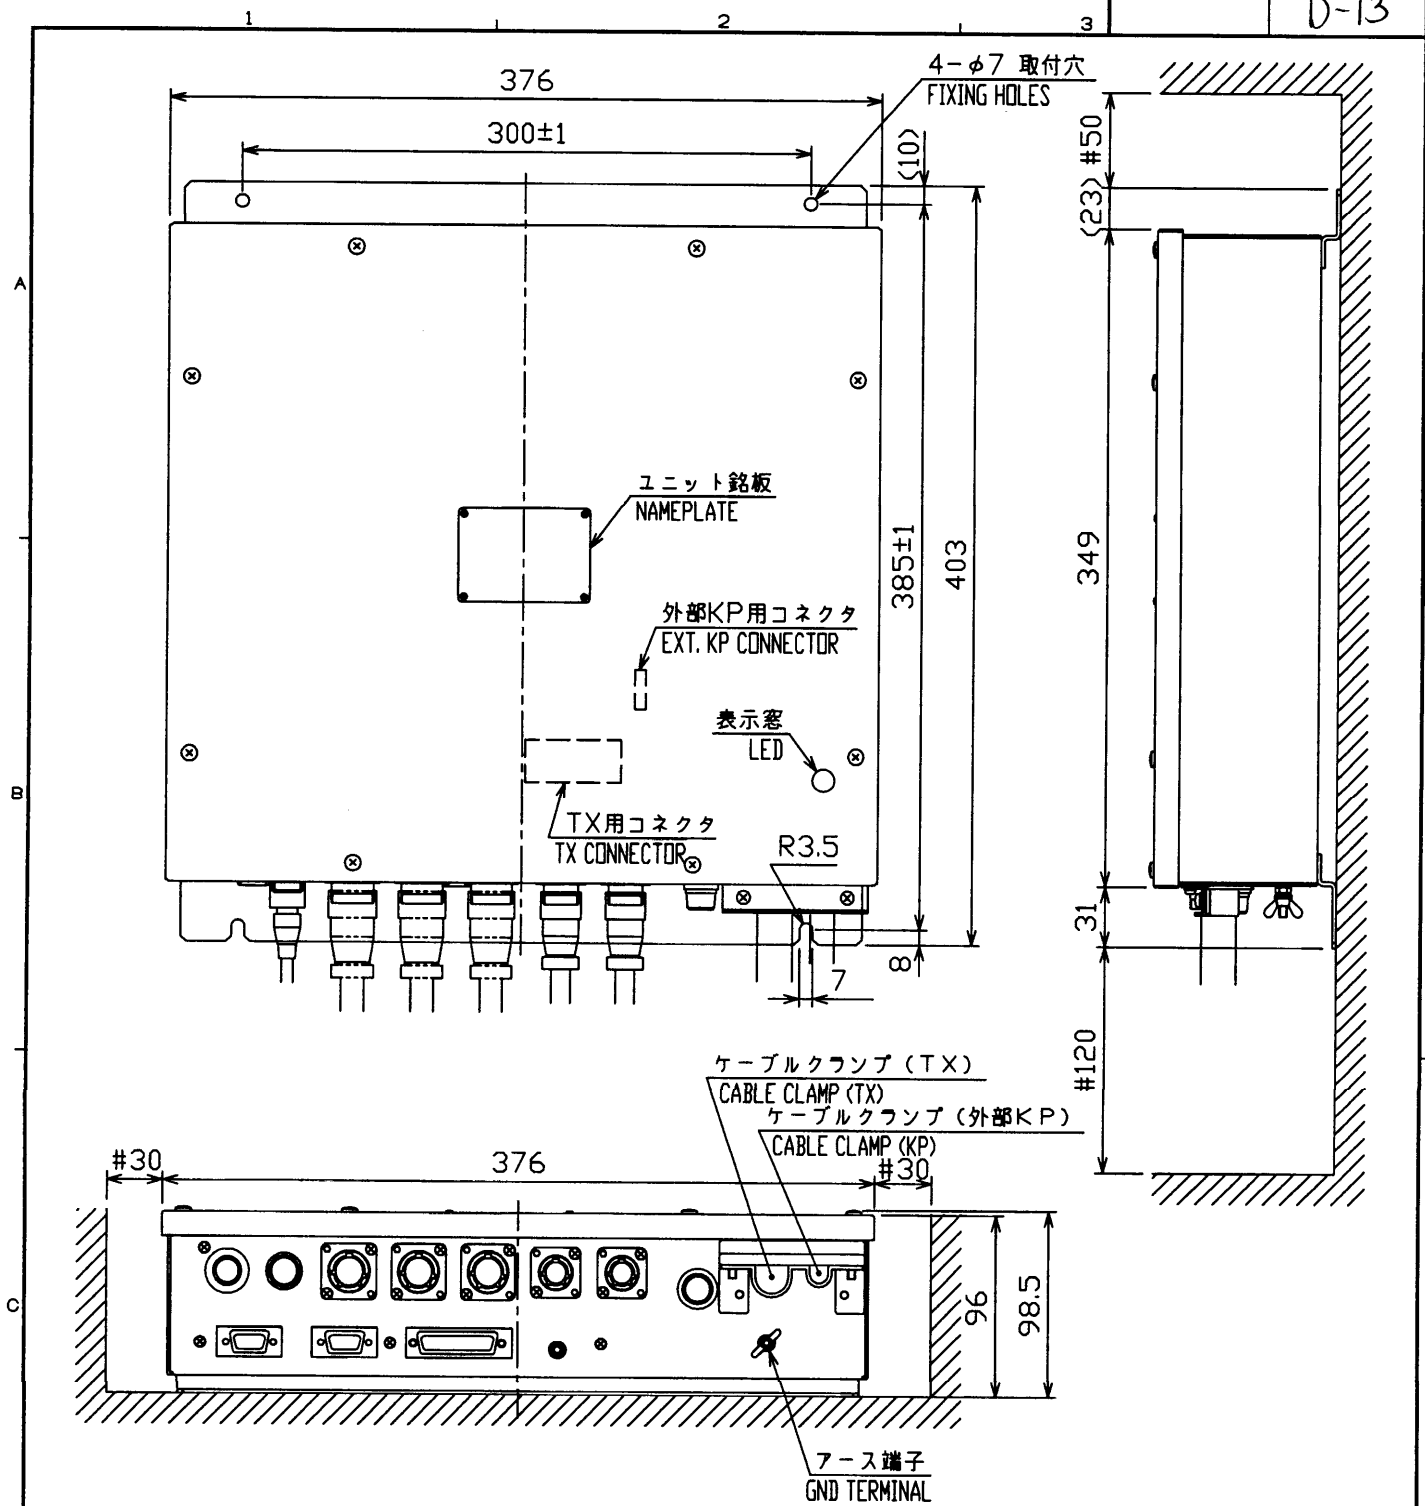 D-13
1
2
3
376
4-φ7 取付穴
FIXING HOLES
300±1
(10)
#50
(23)
A
ユニット銘板
NAMEPLATE
385±1
403
349
外部KP用コネクタ
EXT. KP CONNECTOR
表示窓
LED
B
TX用コネクタ
TX CONNECTOR
R3.5
31
8
7
#120
ケーブルクランプ (TX)
CABLE CLAMP (TX)
ケーブルクランプ (外部KP)
CABLE CLAMP (KP)
#30
376
#30
C
96
98.5
アース端子
GND TERMINAL